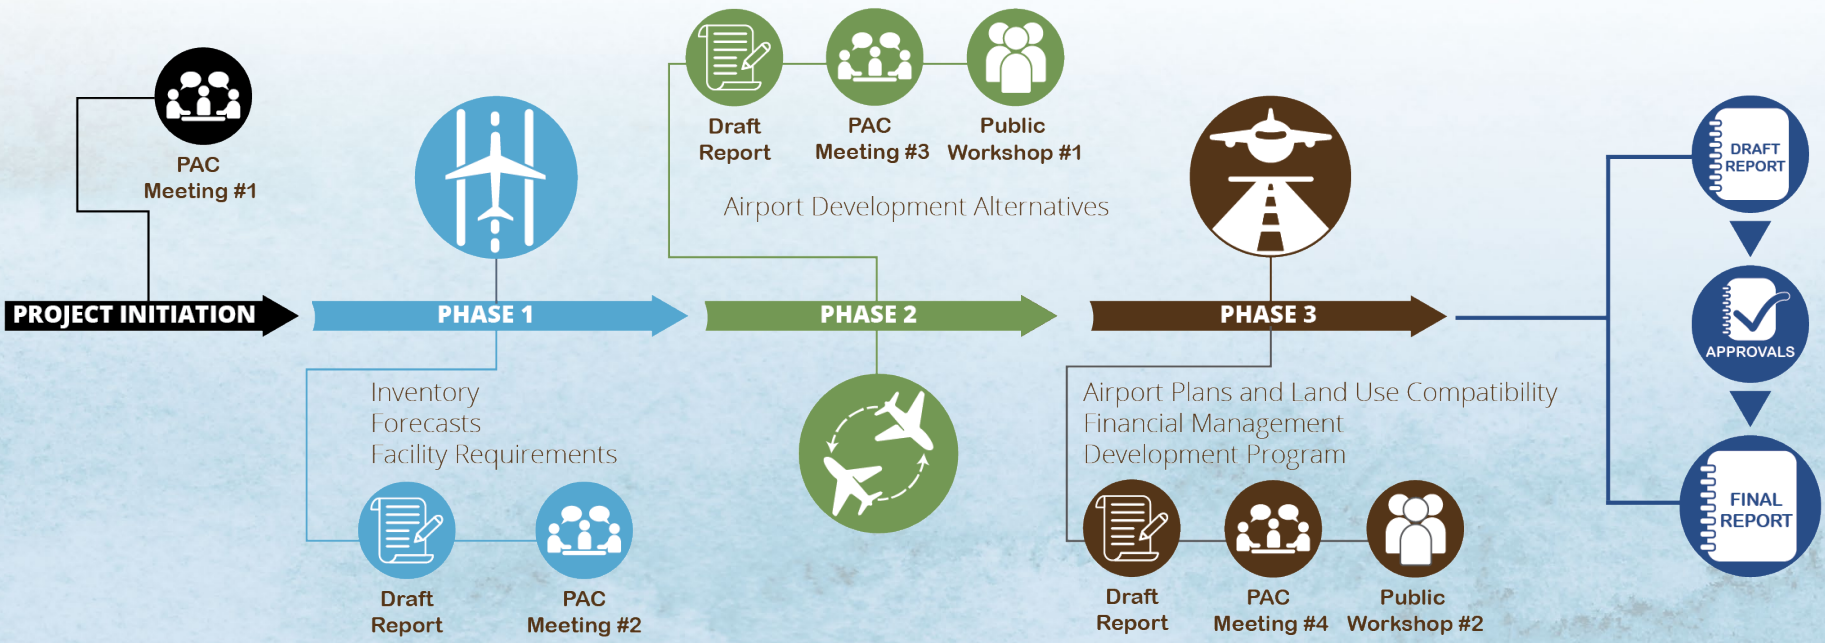 PAC
Meeting #1
PROJECT INITIATION
PHASE 1
Inventory
Forecasts
Facility Requirements
Draft
Report
PAC
Meeting #2
Draft
Report
PAC
Meeting #3
Public
Workshop #1
Airport Development Alternatives
PHASE 2
PHASE 3
Airport Plans and Land Use Compatibility
Financial Management
Development Program
Draft
Report
PAC
Meeting #4
Public
Workshop #2
DRAFT
REPORT
APPROVALS
FINAL
REPORT